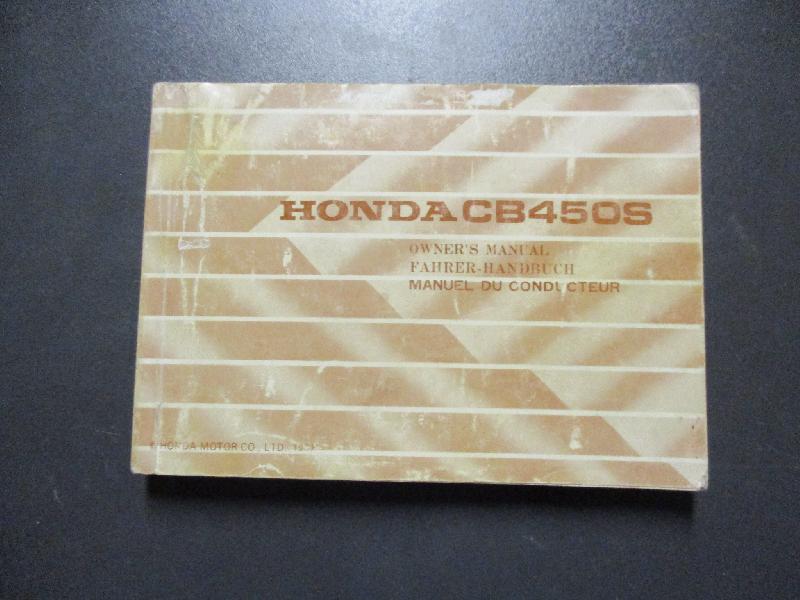 HONDA CB450S
OWNER'S MANUAL
FAHRER-HANDBUCH
MANUEL DU CONDUCTEUR
© HONDA MOTOR CO., LTD.